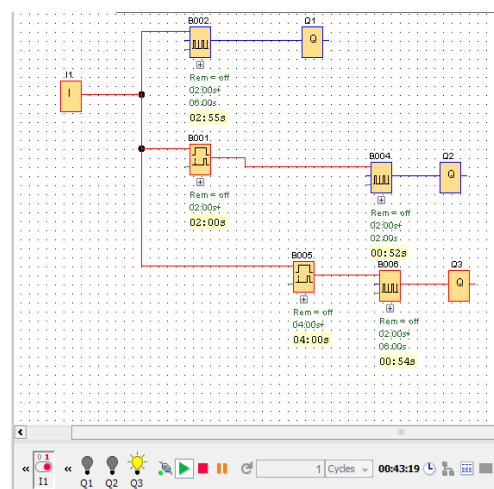 B002
Q1
Q
Rem = off
02:00s+
06:00s
02:55s
I1
I
B001
Rem = off
02:00s+
02:00s
B004
Q2
Q
Rem = off
02:00s+
02:00s
00:52s
B005
Rem = off
04:00s+
04:00s
B006
Q3
Q
Rem = off
02:00s+
06:00s
00:54s
0 1
I1
Q1
Q2
Q3
1 Cycles
00:43:19